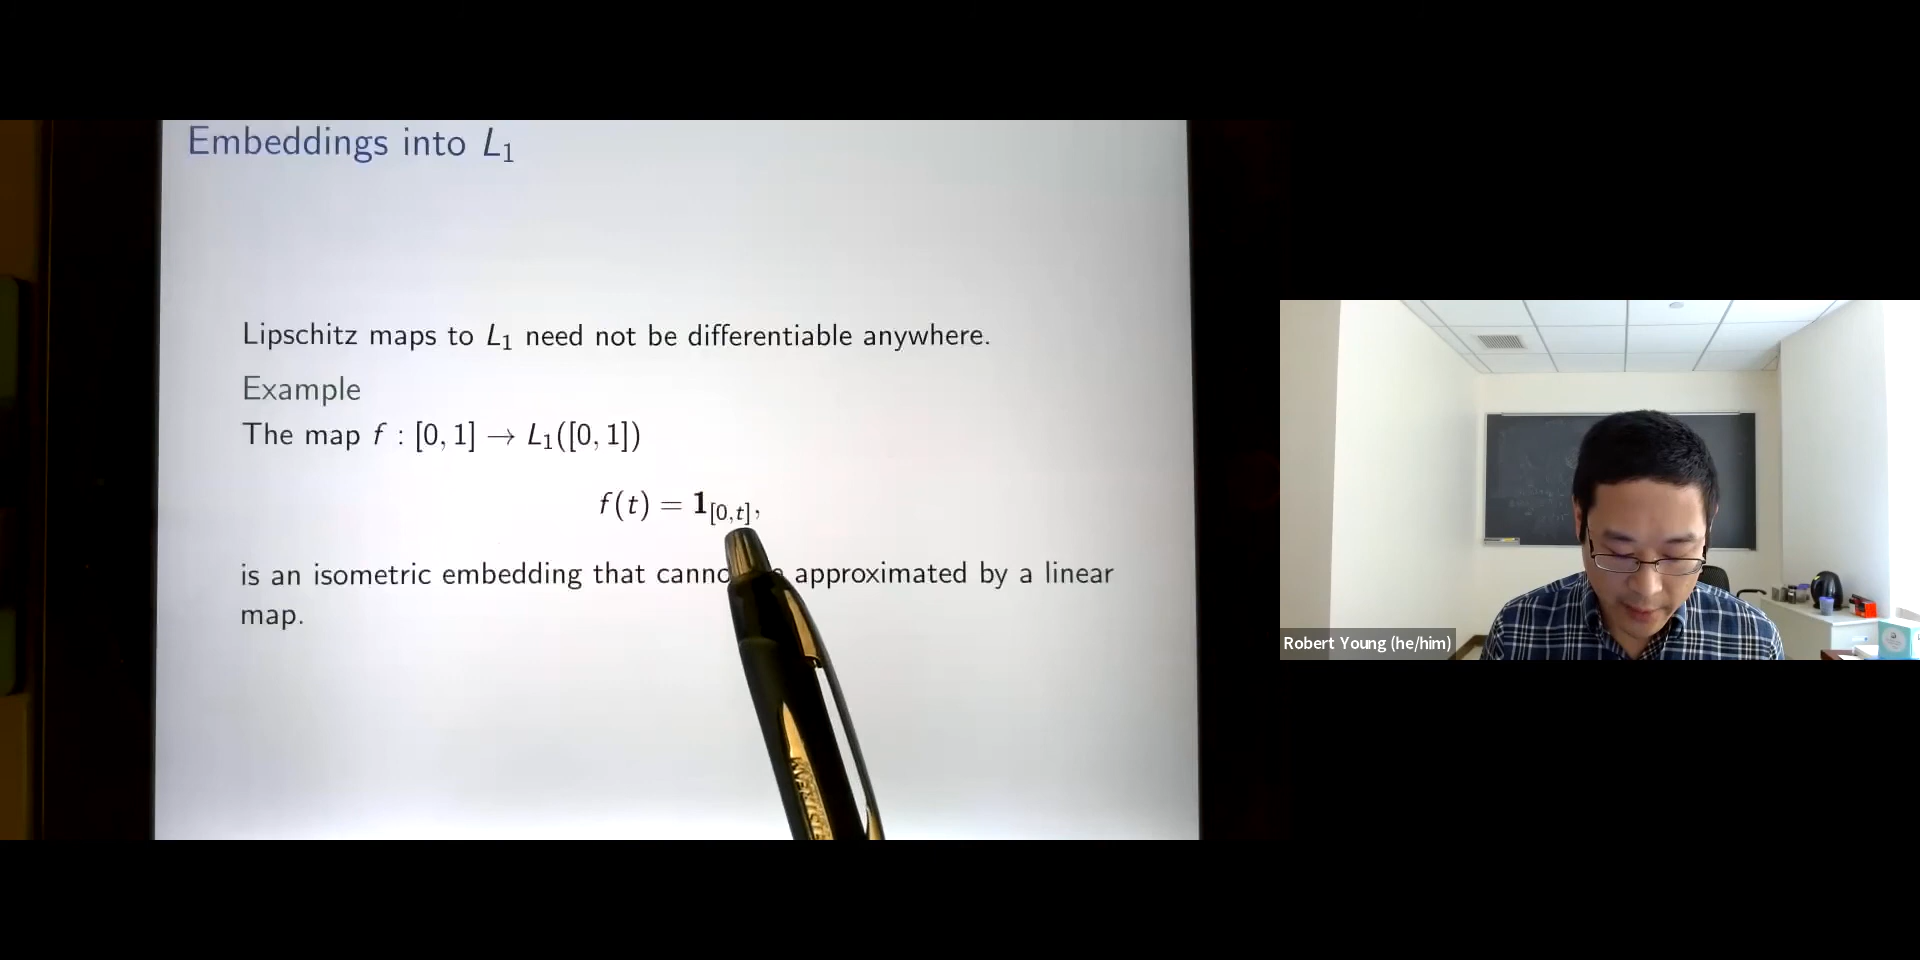 Embeddings into L₁
Lipschitz maps to L₁ need not be differentiable anywhere.
Example
The map f : [0, 1] → L₁([0, 1])
f(t) = 𝟏[0,t],
is an isometric embedding that approximated by a linear
map.
Robert Young (he/him)